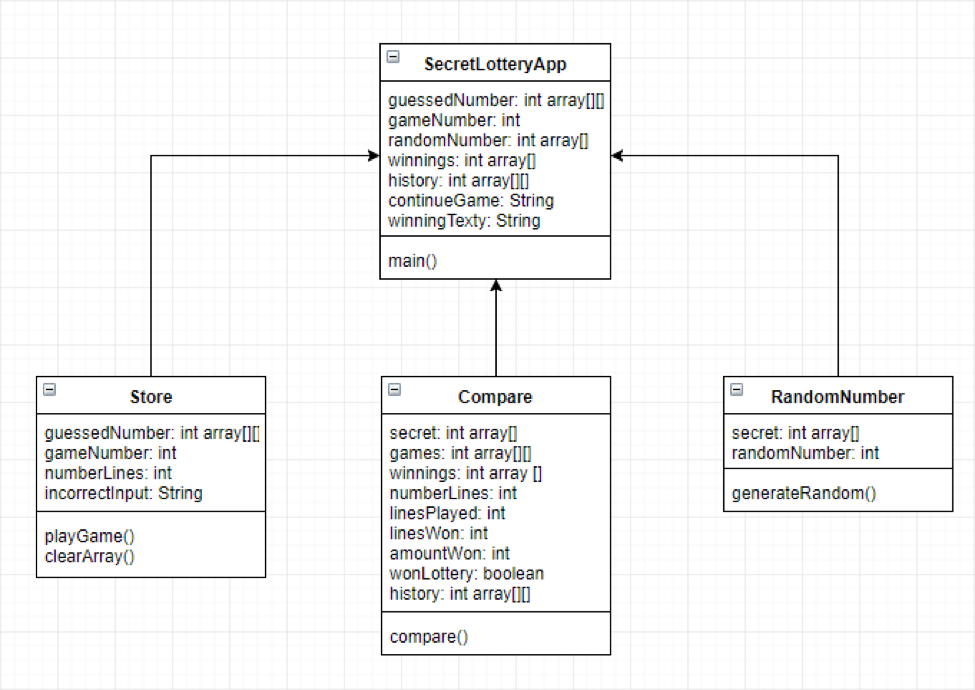 SecretLotteryApp
guessedNumber: int array[][]
gameNumber: int
randomNumber: int array[]
winnings: int array[]
history: int array[][]
continueGame: String
winningTexty: String
main()
Store
guessedNumber: int array[][]
gameNumber: int
numberLines: int
incorrectInput: String
playGame()
clearArray()
Compare
secret: int array[]
games: int array[][]
winnings: int array []
numberLines: int
linesPlayed: int
linesWon: int
amountWon: int
wonLottery: boolean
history: int array[][]
compare()
RandomNumber
secret: int array[]
randomNumber: int
generateRandom()